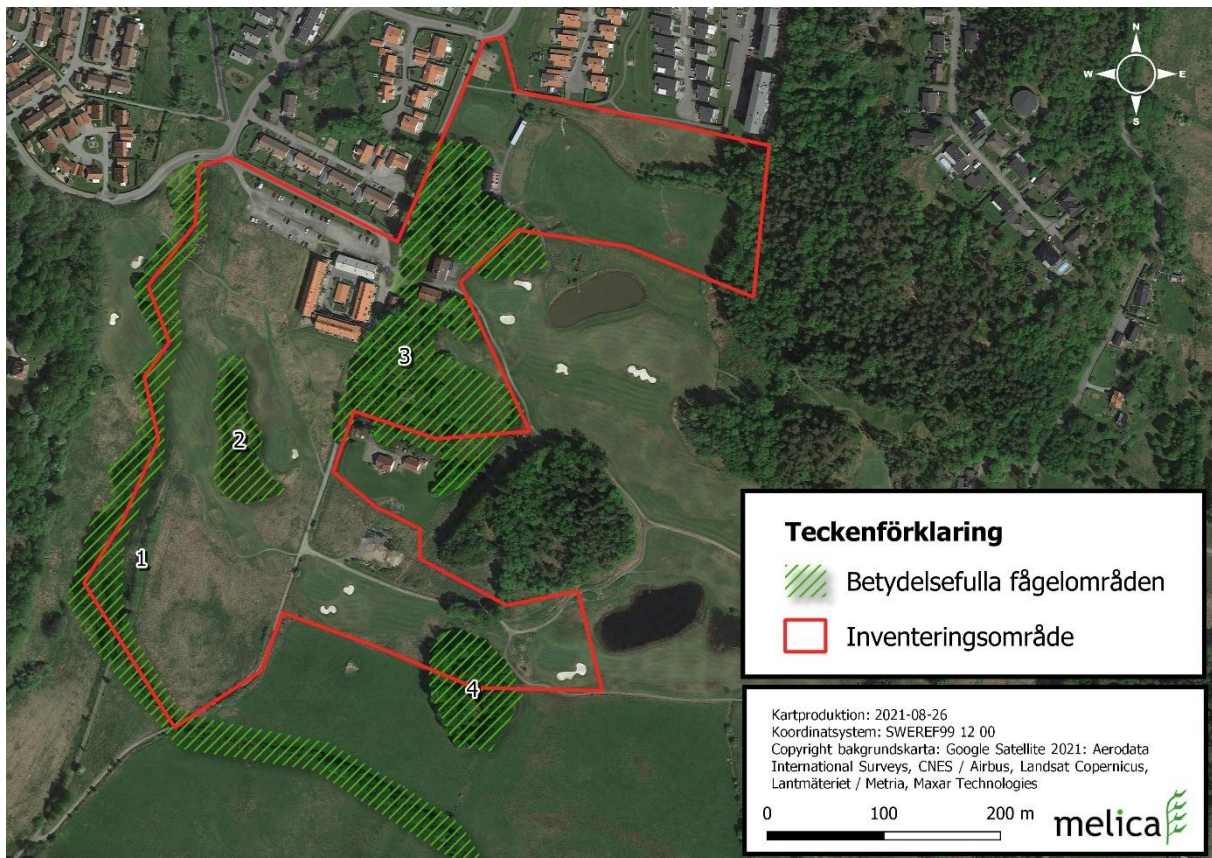 N
W E
S
3
2
1
4
Teckenförklaring
Betydelsefulla fågelområden
Inventeringsområde
Kartproduktion: 2021-08-26
Koordinatsystem: SWEREF99 12 00
Copyright bakgrundskarta: Google Satellite 2021: Aerodata
International Surveys, CNES / Airbus, Landsat Copernicus,
Lantmäteriet / Metria, Maxar Technologies
0 100 200 m
melica